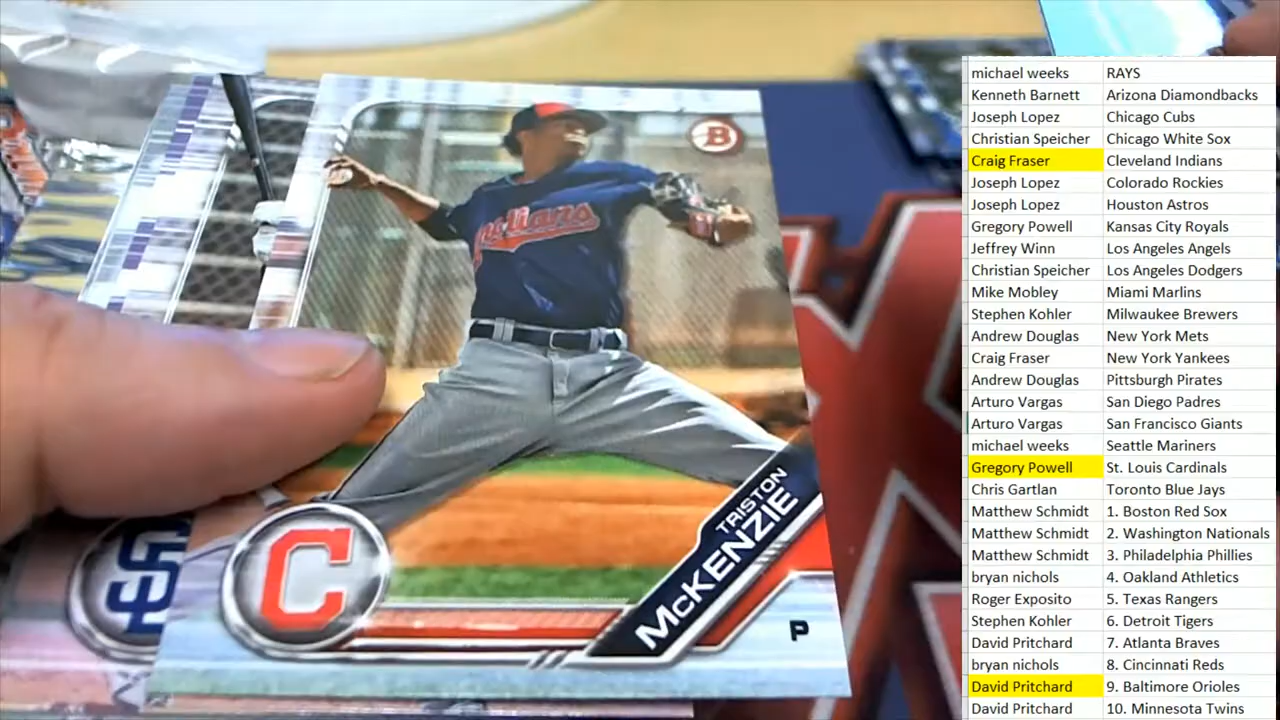 B
Indians
TRISTON
McKENZIE
C
P
SD
michael weeks RAYS
Kenneth Barnett Arizona Diamondbacks
Joseph Lopez Chicago Cubs
Christian Speicher Chicago White Sox
Craig Fraser Cleveland Indians
Joseph Lopez Colorado Rockies
Joseph Lopez Houston Astros
Gregory Powell Kansas City Royals
Jeffrey Winn Los Angeles Angels
Christian Speicher Los Angeles Dodgers
Mike Mobley Miami Marlins
Stephen Kohler Milwaukee Brewers
Andrew Douglas New York Mets
Craig Fraser New York Yankees
Andrew Douglas Pittsburgh Pirates
Arturo Vargas San Diego Padres
Arturo Vargas San Francisco Giants
michael weeks Seattle Mariners
Gregory Powell St. Louis Cardinals
Chris Gartlan Toronto Blue Jays
Matthew Schmidt 1. Boston Red Sox
Matthew Schmidt 2. Washington Nationals
Matthew Schmidt 3. Philadelphia Phillies
bryan nichols 4. Oakland Athletics
Roger Exposito 5. Texas Rangers
Stephen Kohler 6. Detroit Tigers
David Pritchard 7. Atlanta Braves
bryan nichols 8. Cincinnati Reds
David Pritchard 9. Baltimore Orioles
David Pritchard 10. Minnesota Twins